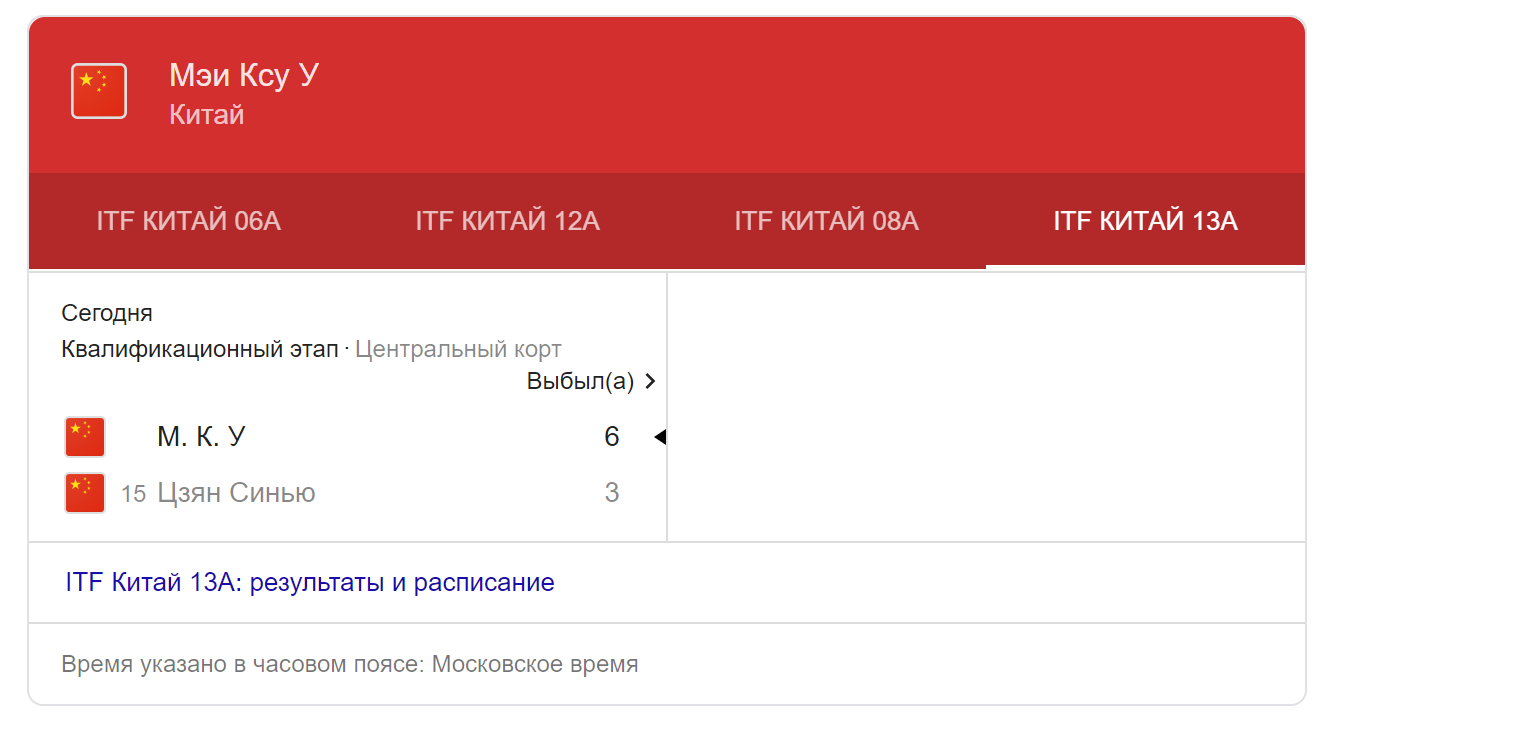 Мэи Ксу У
Китай
ITF КИТАЙ 06A
ITF КИТАЙ 12A
ITF КИТАЙ 08A
ITF КИТАЙ 13A
Сегодня
Квалификационный этап · Центральный корт
Выбыл(а)
М. К. У 6
15 Цзян Синью 3
ITF Китай 13A: результаты и расписание
Время указано в часовом поясе: Московское время